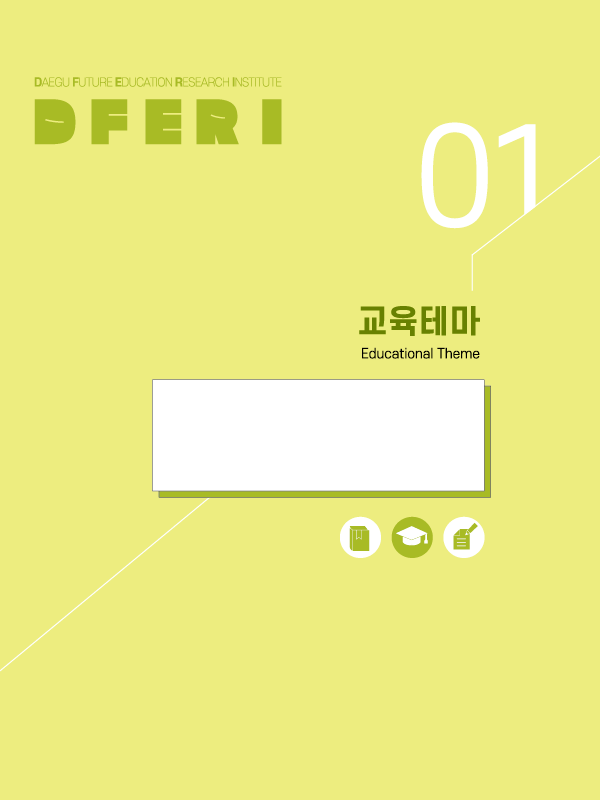 DAEGU FUTURE EDUCATION RESEARCH INSTITUTE
DFERI
01
교육테마
Educational Theme